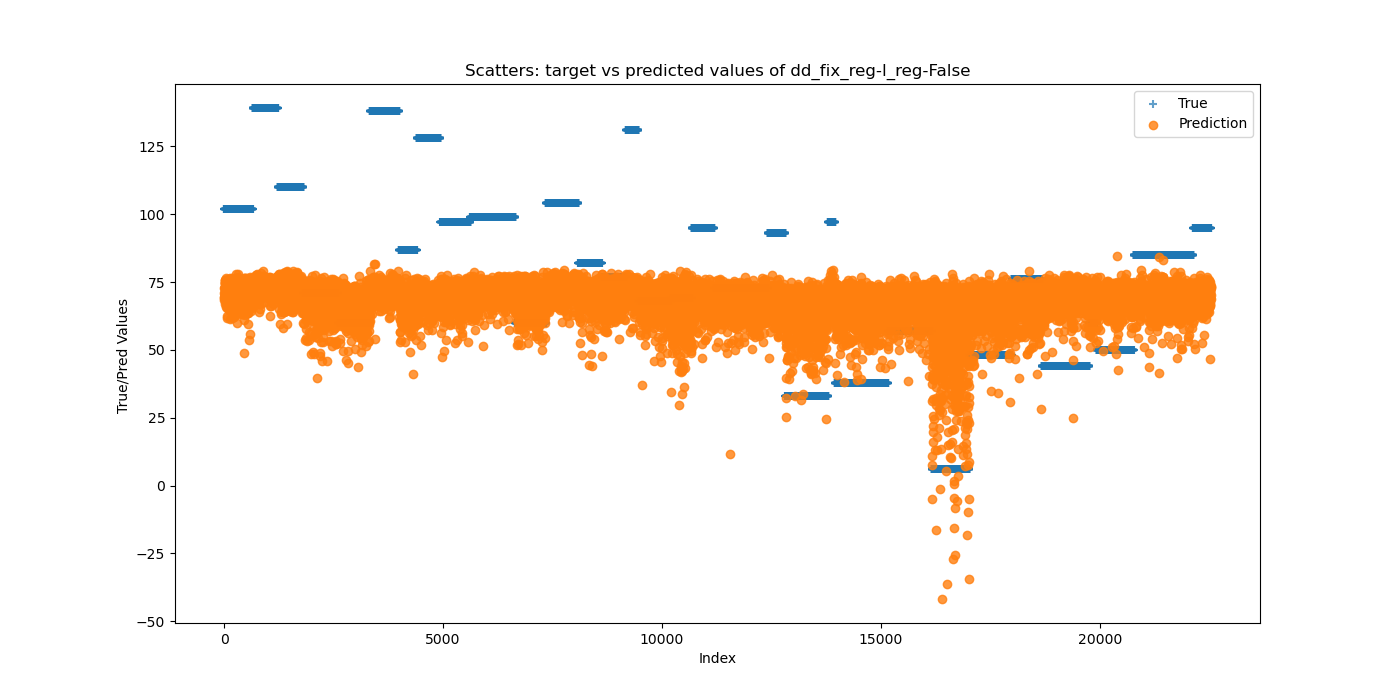 Scatters: target vs predicted values of dd_fix_reg-l_reg-False
True
Prediction
125
100
75
50
25
0
−25
−50
True/Pred Values
0
5000
10000
15000
20000
Index